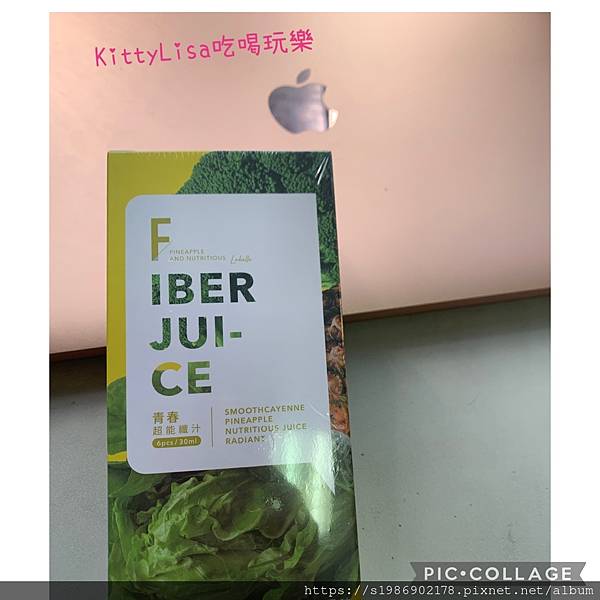 KittyLisa吃喝玩樂
F
PINEAPPLE
AND NUTRITIOUS
IBER
JUI-
CE
青春
超能纖汁
6pcs/30ml
SMOOTHCAYENNE
PINEAPPLE
NUTRITIOUS JUICE
RADIANT
PIC•COLLAGE
https://s1986902178.pixnet.net/album